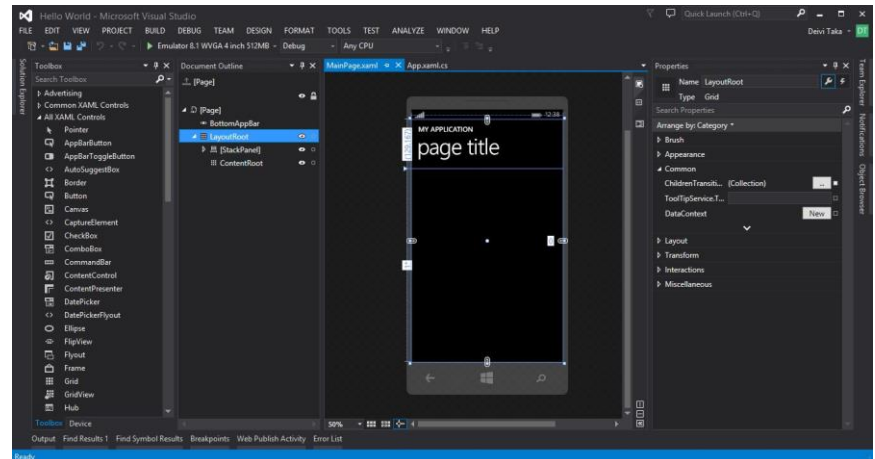 Hello World - Microsoft Visual Studio
Quick Launch (Ctrl+Q)
FILE EDIT VIEW PROJECT BUILD DEBUG TEAM DESIGN FORMAT TOOLS TEST ANALYZE WINDOW HELP
Deivi Taka
DT
Emulator 8.1 WVGA 4 inch 512MB
Debug
Any CPU
Solution Explorer
Toolbox
Search Toolbox
Advertising
Common XAML Controls
All XAML Controls
Pointer
AppBarButton
AppBarToggleButton
AutoSuggestBox
Border
Button
Canvas
CaptureElement
CheckBox
ComboBox
CommandBar
ContentControl
ContentPresenter
DatePicker
DatePickerFlyout
Ellipse
FlipView
Flyout
Frame
Grid
GridView
Hub
Toolbox Device
Document Outline
[Page]
[Page]
BottomAppBar
LayoutRoot
[StackPanel]
ContentRoot
MainPage.xaml
App.xaml.cs
12:38
MY APPLICATION
page title
50%
Properties
Name LayoutRoot
Type Grid
Search Properties
Arrange by: Category
Brush
Appearance
Common
ChildrenTransiti... (Collection)
ToolTipService.T...
DataContext
New
Layout
Transform
Interactions
Miscellaneous
Team Explorer
Notifications
Object Browser
Output Find Results 1 Find Symbol Results Breakpoints Web Publish Activity Error List
Ready